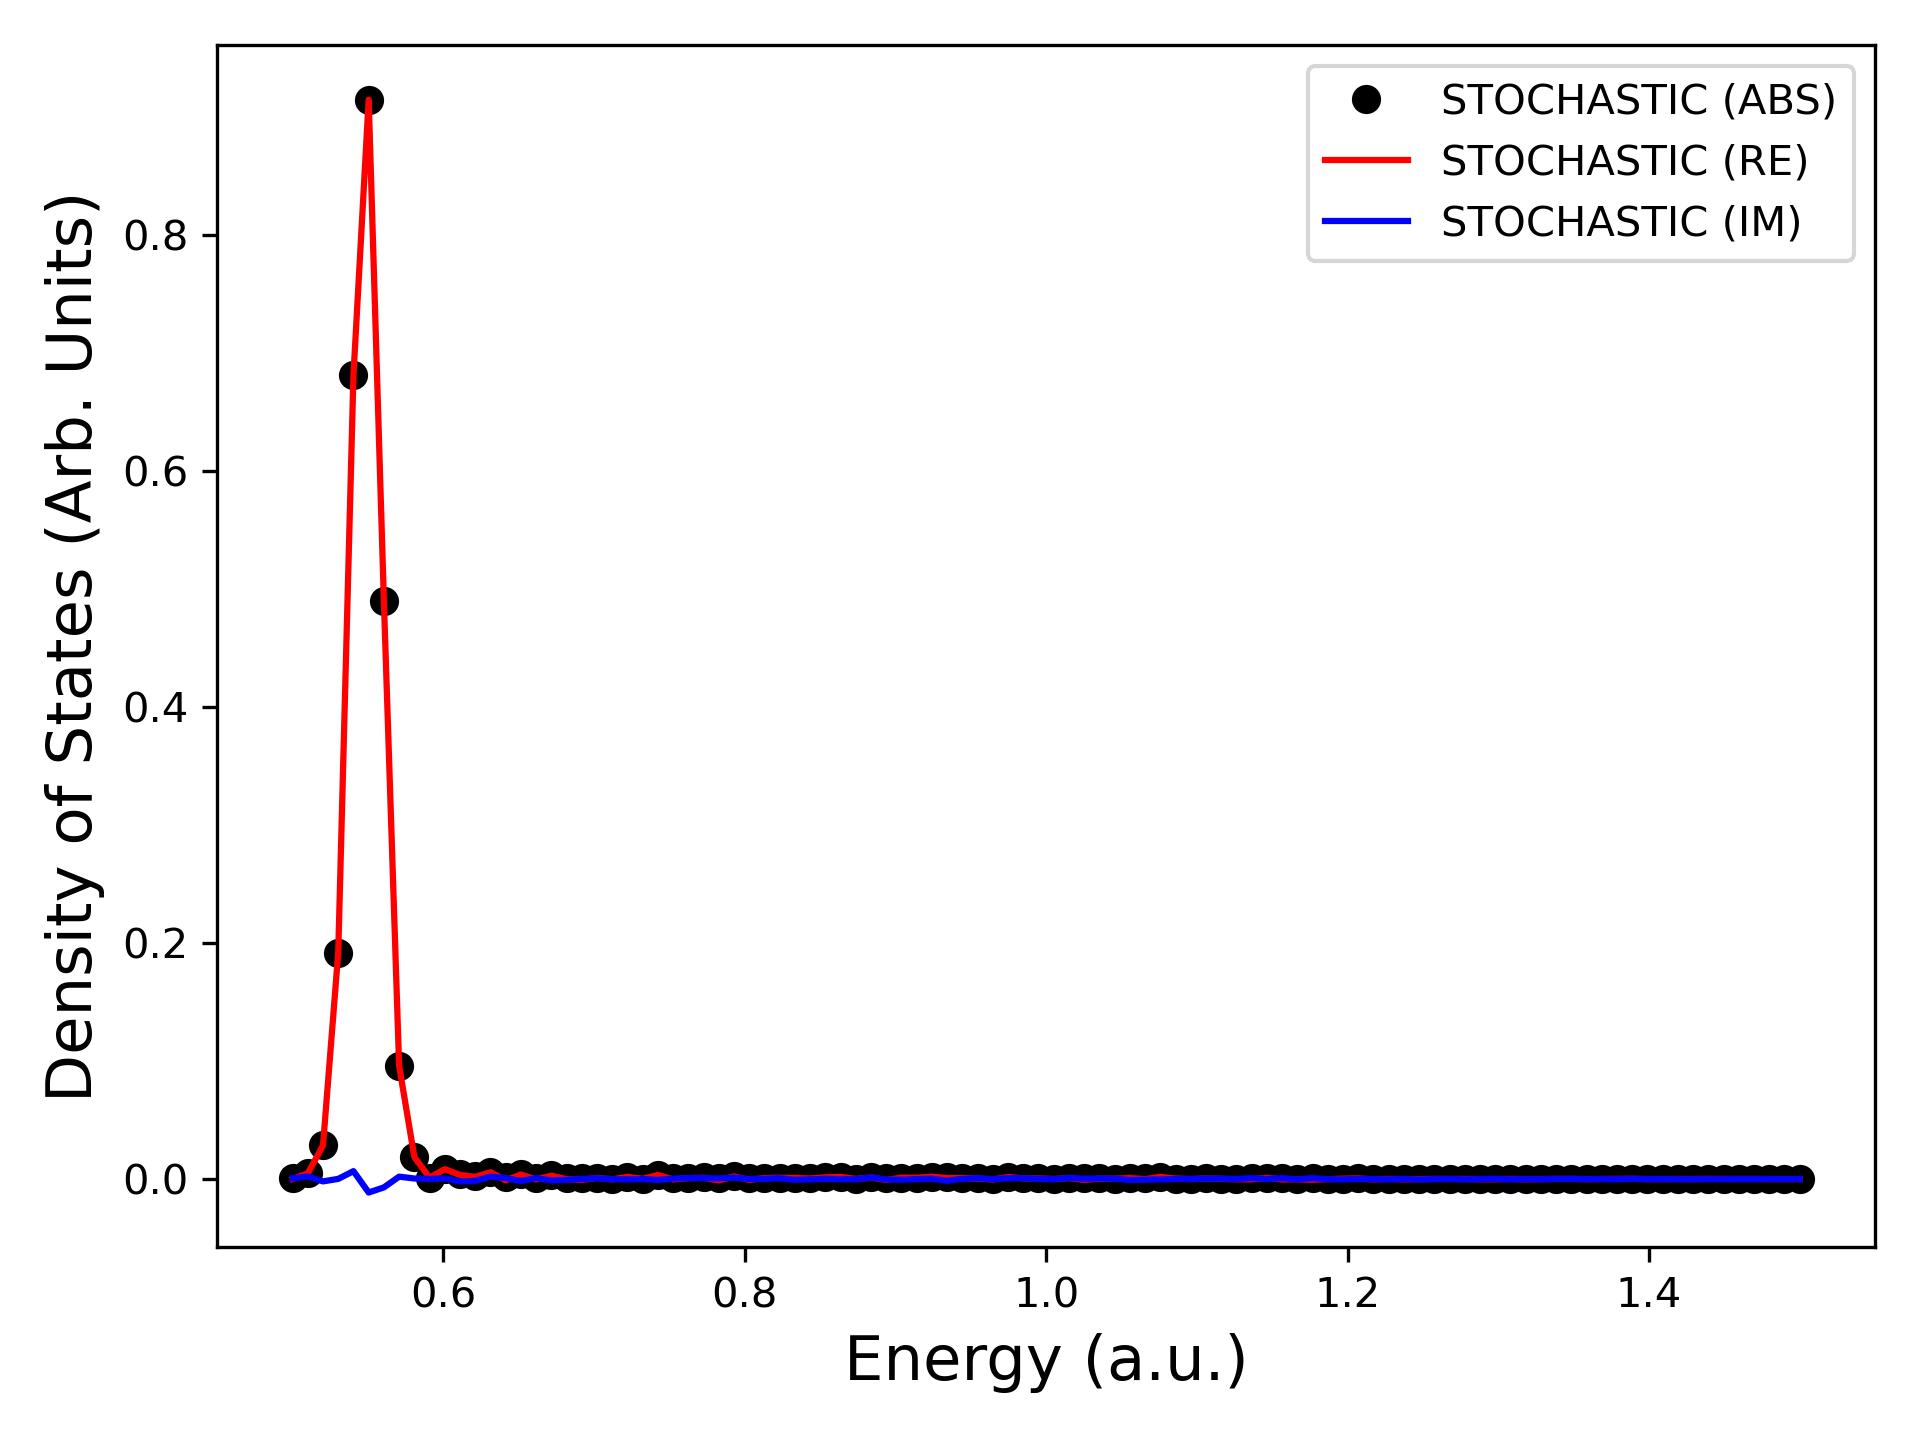 STOCHASTIC (ABS)
STOCHASTIC (RE)
STOCHASTIC (IM)
Density of States (Arb. Units)
0.8
0.6
0.4
0.2
0.0
0.6 0.8 1.0 1.2 1.4
Energy (a.u.)